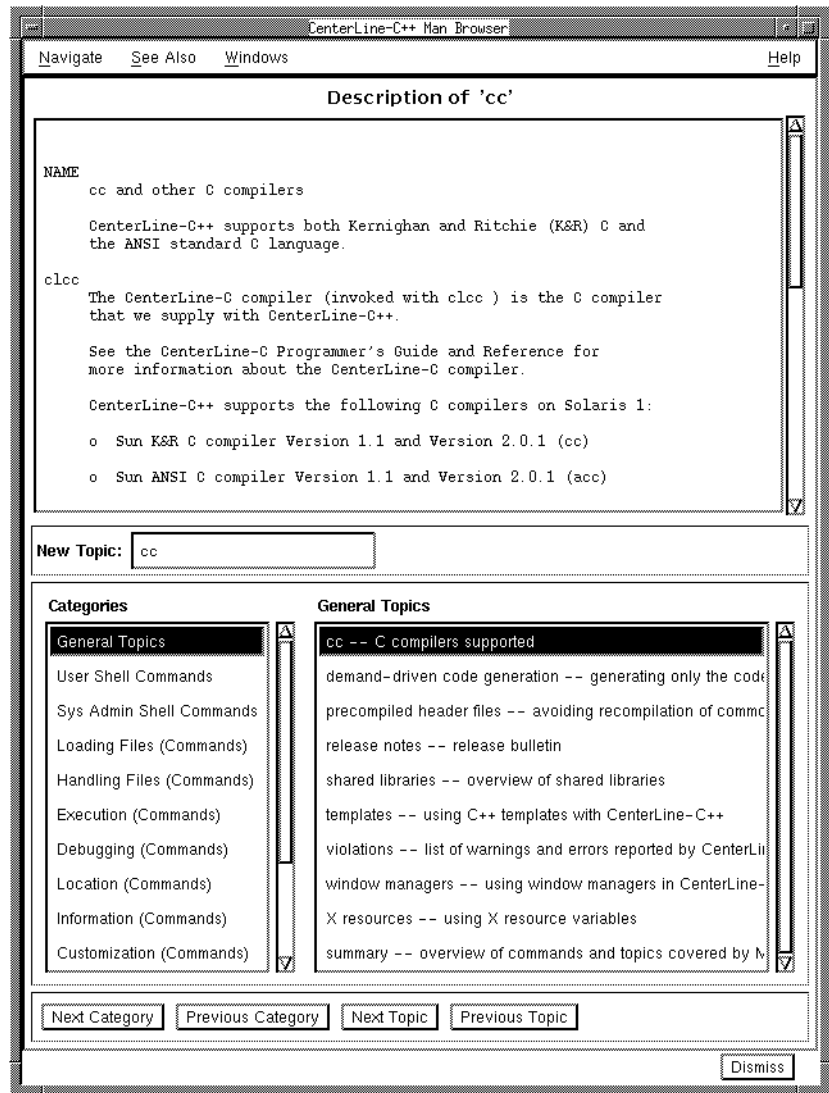 CenterLine-C++ Man Browser
Navigate See Also Windows Help
Description of 'cc'
NAME
cc and other C compilers
CenterLine-C++ supports both Kernighan and Ritchie (K&R) C and
the ANSI standard C language.
clcc
The CenterLine-C compiler (invoked with clcc ) is the C compiler
that we supply with CenterLine-C++.
See the CenterLine-C Programmer's Guide and Reference for
more information about the CenterLine-C compiler.
CenterLine-C++ supports the following C compilers on Solaris 1:
o Sun K&R C compiler Version 1.1 and Version 2.0.1 (cc)
o Sun ANSI C compiler Version 1.1 and Version 2.0.1 (acc)
New Topic: cc
Categories
General Topics
User Shell Commands
Sys Admin Shell Commands
Loading Files (Commands)
Handling Files (Commands)
Execution (Commands)
Debugging (Commands)
Location (Commands)
Information (Commands)
Customization (Commands)
General Topics
cc -- C compilers supported
demand-driven code generation -- generating only the code
precompiled header files -- avoiding recompilation of commo
release notes -- release bulletin
shared libraries -- overview of shared libraries
templates -- using C++ templates with CenterLine-C++
violations -- list of warnings and errors reported by CenterLin
window managers -- using window managers in CenterLine-
X resources -- using X resource variables
summary -- overview of commands and topics covered by M
Next Category Previous Category Next Topic Previous Topic
Dismiss